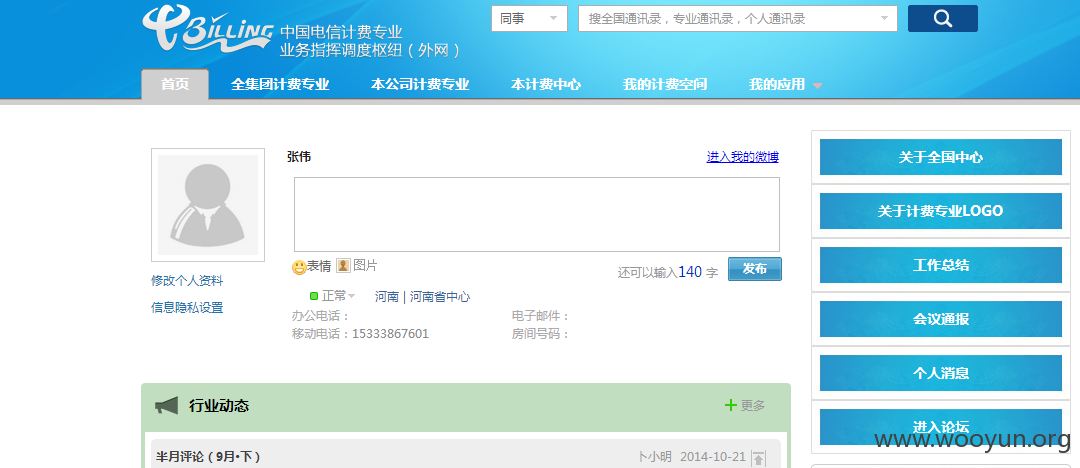 BILLING 中国电信计费专业
业务指挥调度枢纽（外网）
同事
搜全国通讯录，专业通讯录，个人通讯录
首页 全集团计费专业 本公司计费专业 本计费中心 我的计费空间 我的应用
张伟
进入我的微博
表情 图片
还可以输入140 字
发布
修改个人资料
信息隐私设置
正常 河南 | 河南省中心
办公电话： 电子邮件：
移动电话：15333867601 房间号码：
行业动态
更多
半月评论（9月·下） 卜小明 2014-10-21
关于全国中心
关于计费专业LOGO
工作总结
会议通报
个人消息
进入论坛
www.wooyun.org